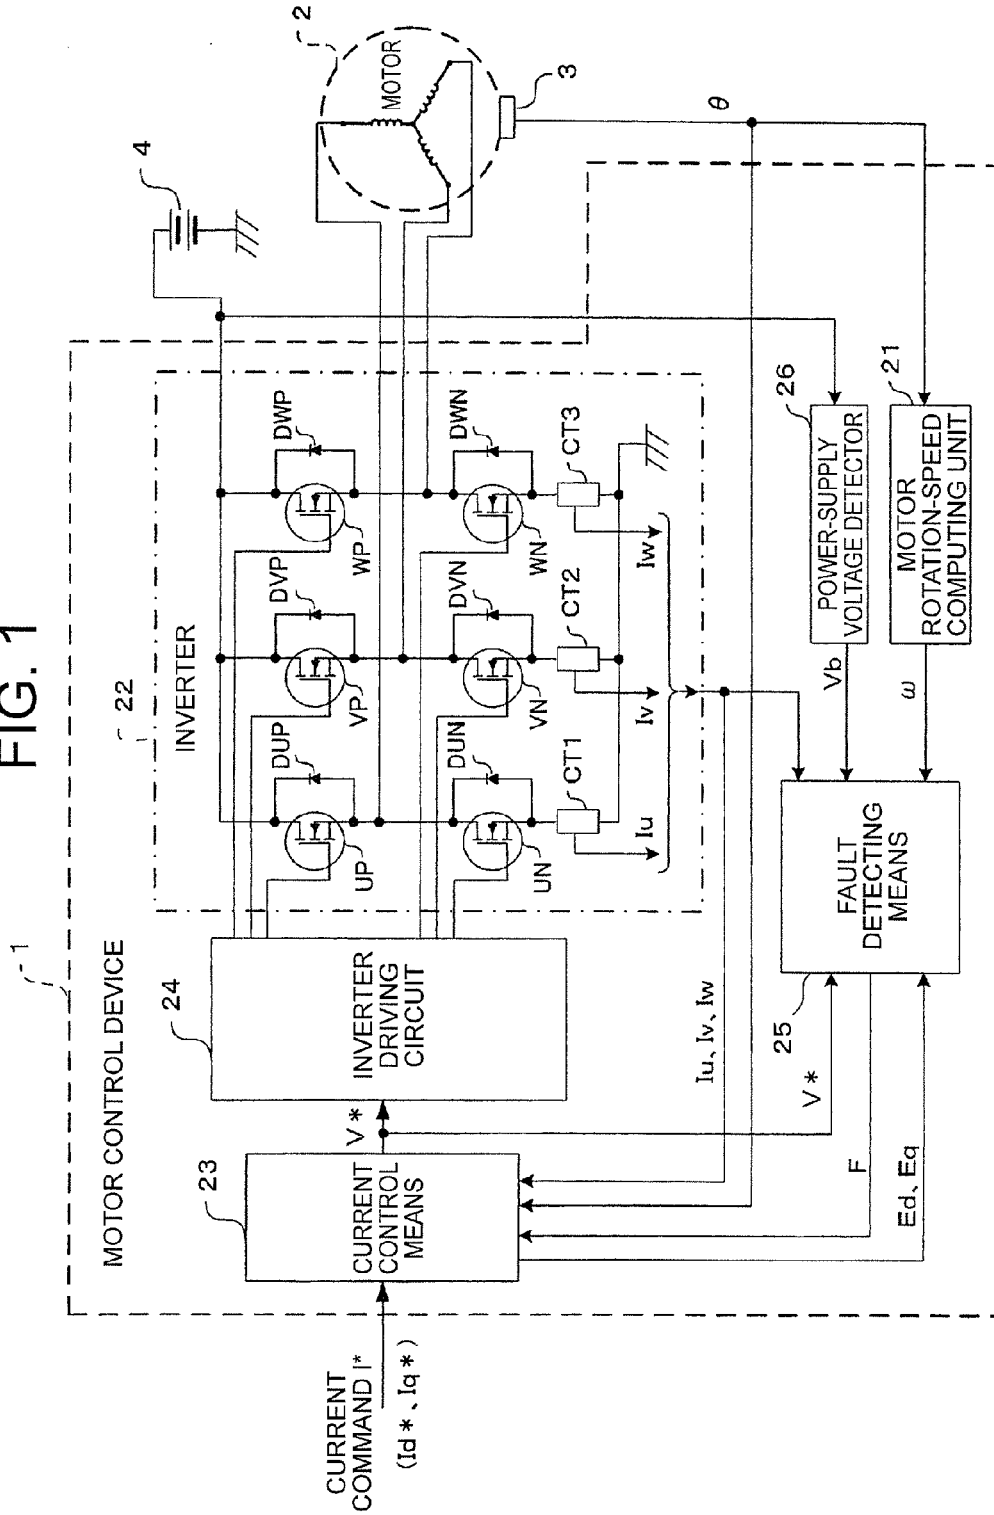 FIG. 1
1
MOTOR CONTROL DEVICE
22
INVERTER
4
2
MOTOR
3
θ
CURRENT
COMMAND I*
(Id*、Iq*)
23
CURRENT
CONTROL
MEANS
V*
24
INVERTER
DRIVING
CIRCUIT
DUP
DVP
DWP
UP
VP
WP
DUN
DVN
DWN
UN
VN
WN
CT1
CT2
CT3
Iu
Iv
Iw
Iu、Iv、Iw
V*
F
Ed、Eq
25
FAULT
DETECTING
MEANS
Vb
ω
26
POWER-SUPPLY
VOLTAGE DETECTOR
21
MOTOR
ROTATION-SPEED
COMPUTING UNIT